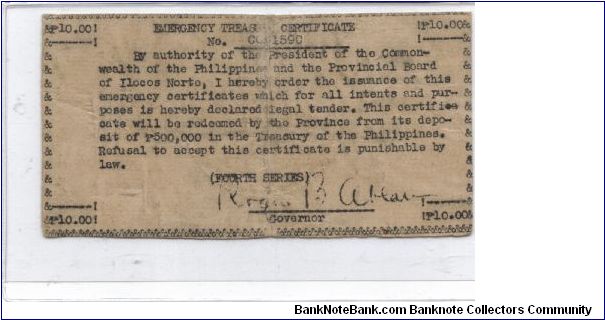 &₱10.00! EMERGENCY TREAS CERTIFICATE !₱10.00&
No.
By authority of the President of the Common-
wealth of the Philippines and the Provincial Board
of Ilocos Norte, I hereby order the issuance of this
emergency certificates which for all intents and pur-
poses is hereby declared legal tender. This certifi-
cate will be redeemed by the Province from its depo-
sit of ₱500,000 in the Treasury of the Philippines.
Refusal to accept this certificate is punishable by
law.
(FOURTH SERIES)
&₱10.00! Governor !₱10.00&
BankNoteBank.com Banknote Collectors Community